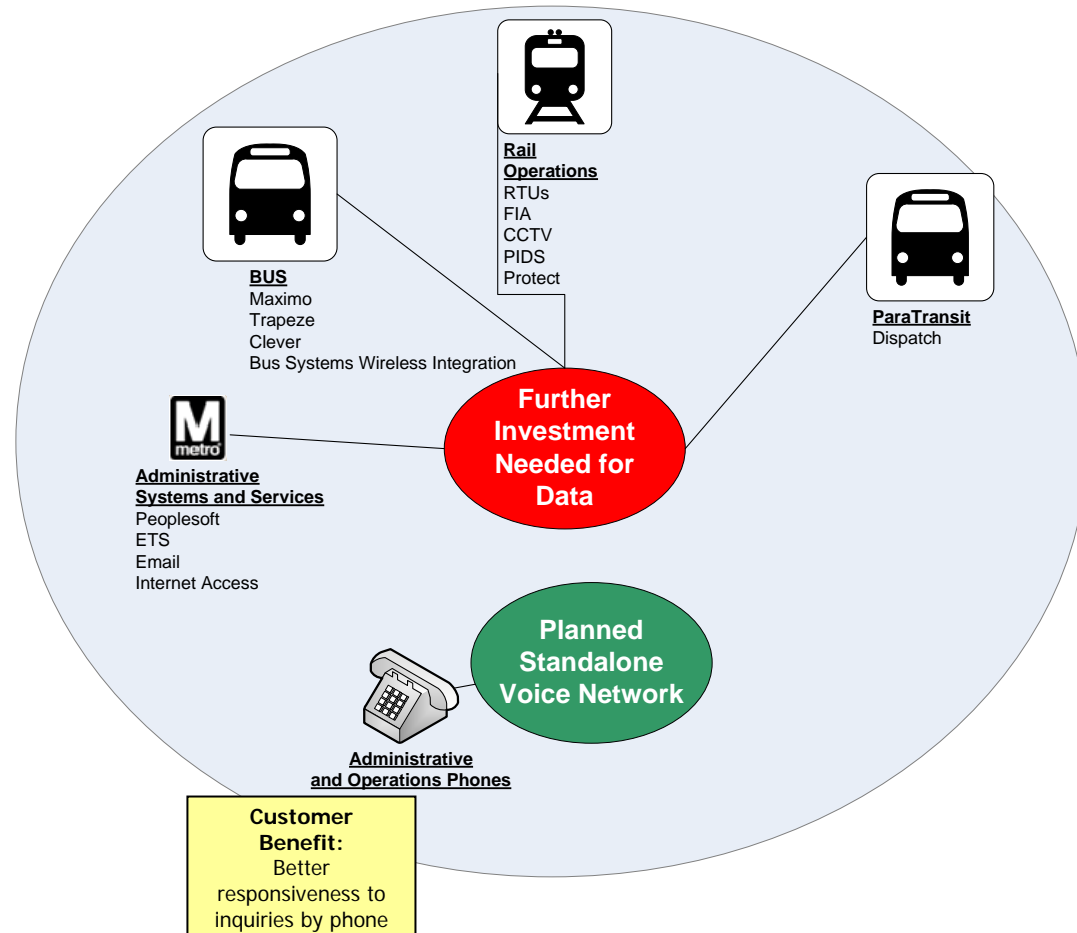 Rail
Operations
RTUs
FIA
CCTV
PIDS
Protect
BUS
Maximo
Trapeze
Clever
Bus Systems Wireless Integration
ParaTransit
Dispatch
Further
Investment
Needed for
Data
M
metro
Administrative
Systems and Services
Peoplesoft
ETS
Email
Internet Access
Planned
Standalone
Voice Network
Administrative
and Operations Phones
Customer
Benefit:
Better
responsiveness to
inquiries by phone